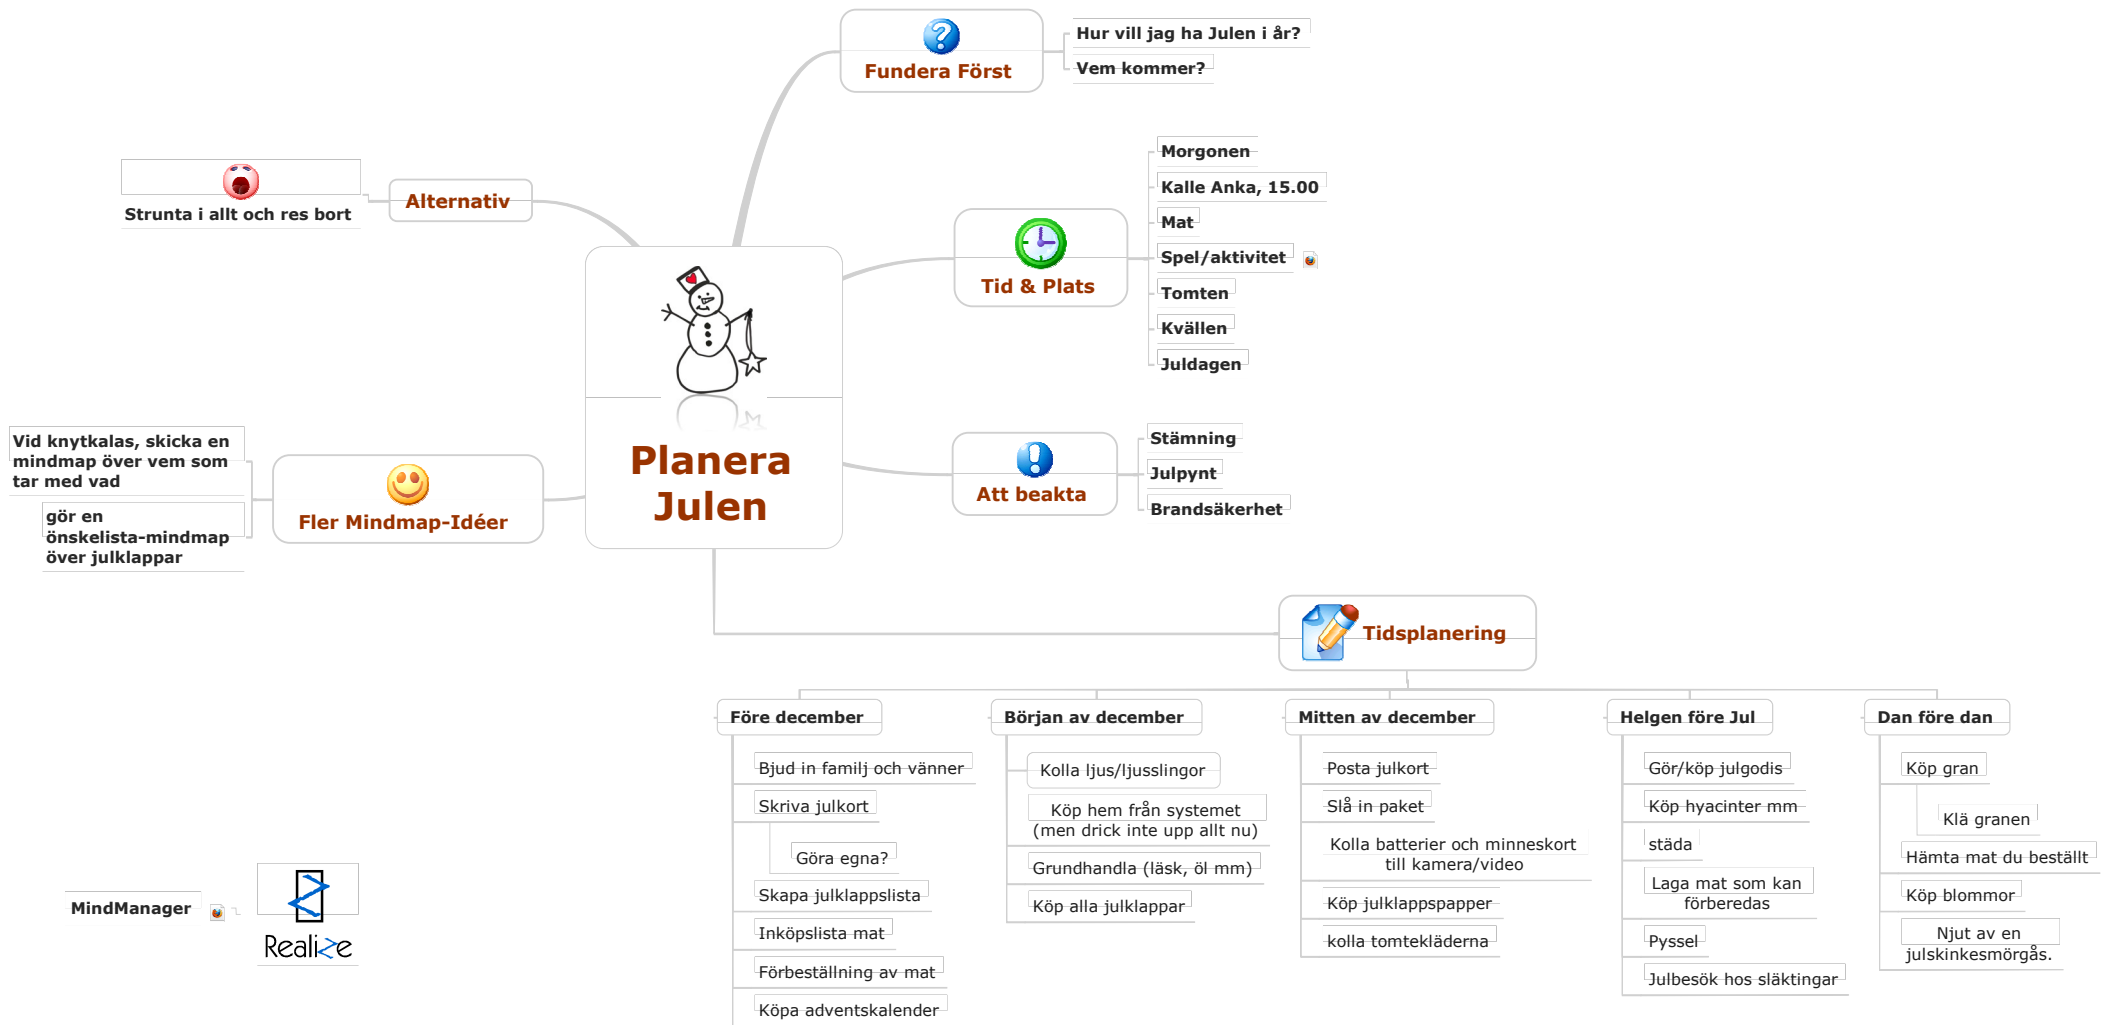 Fundera Först
Hur vill jag ha Julen i år?
Vem kommer?
Alternativ
Strunta i allt och res bort
Tid & Plats
Morgonen
Kalle Anka, 15.00
Mat
Spel/aktivitet
Tomten
Kvällen
Juldagen
Planera
Julen
Fler Mindmap-Idéer
Vid knytkalas, skicka en
mindmap över vem som
tar med vad
gör en
önskelista-mindmap
över julklappar
Att beakta
Stämning
Julpynt
Brandsäkerhet
Tidsplanering
Före december
Bjud in familj och vänner
Skriva julkort
Göra egna?
Skapa julklappslista
Inköpslista mat
Förbeställning av mat
Köpa adventskalender
Början av december
Kolla ljus/ljusslingor
Köp hem från systemet
(men drick inte upp allt nu)
Grundhandla (läsk, öl mm)
Köp alla julklappar
Mitten av december
Posta julkort
Slå in paket
Kolla batterier och minneskort
till kamera/video
Köp julklappspapper
kolla tomtekläderna
Helgen före Jul
Gör/köp julgodis
Köp hyacinter mm
städa
Laga mat som kan
förberedas
Pyssel
Julbesök hos släktingar
Dan före dan
Köp gran
Klä granen
Hämta mat du beställt
Köp blommor
Njut av en
julskinkesmörgås.
MindManager
Realize